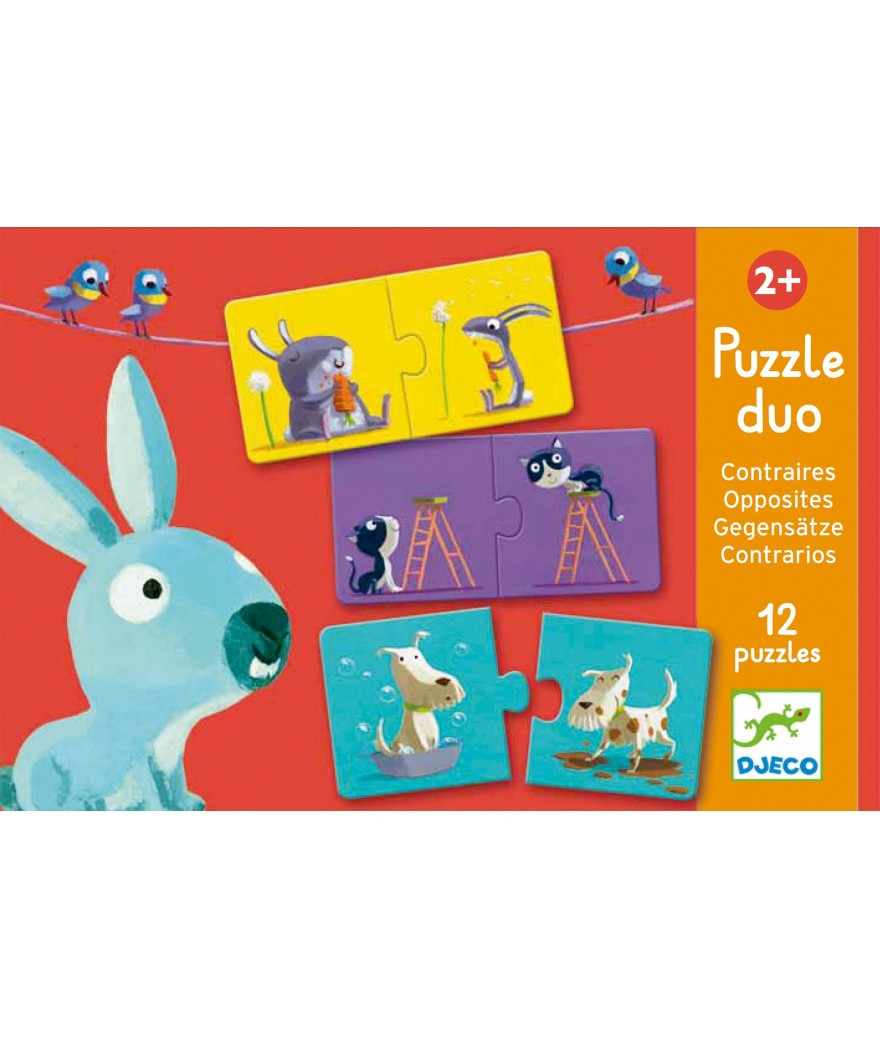 2+
Puzzle
duo
Contraires
Opposites
Gegensätze
Contrarios
12
puzzles
DJECO